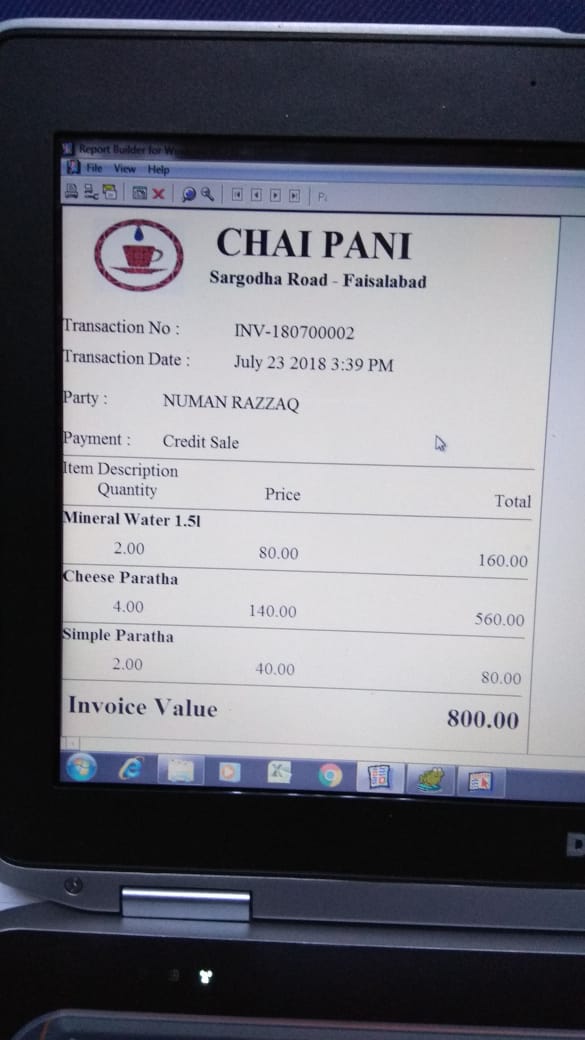 Report Builder for W
File View Help
CHAI PANI
Sargodha Road - Faisalabad
Transaction No : INV-180700002
Transaction Date : July 23 2018 3:39 PM
Party : NUMAN RAZZAQ
Payment : Credit Sale
Item Description
Quantity Price Total
Mineral Water 1.5l
2.00 80.00 160.00
Cheese Paratha
4.00 140.00 560.00
Simple Paratha
2.00 40.00 80.00
Invoice Value 800.00